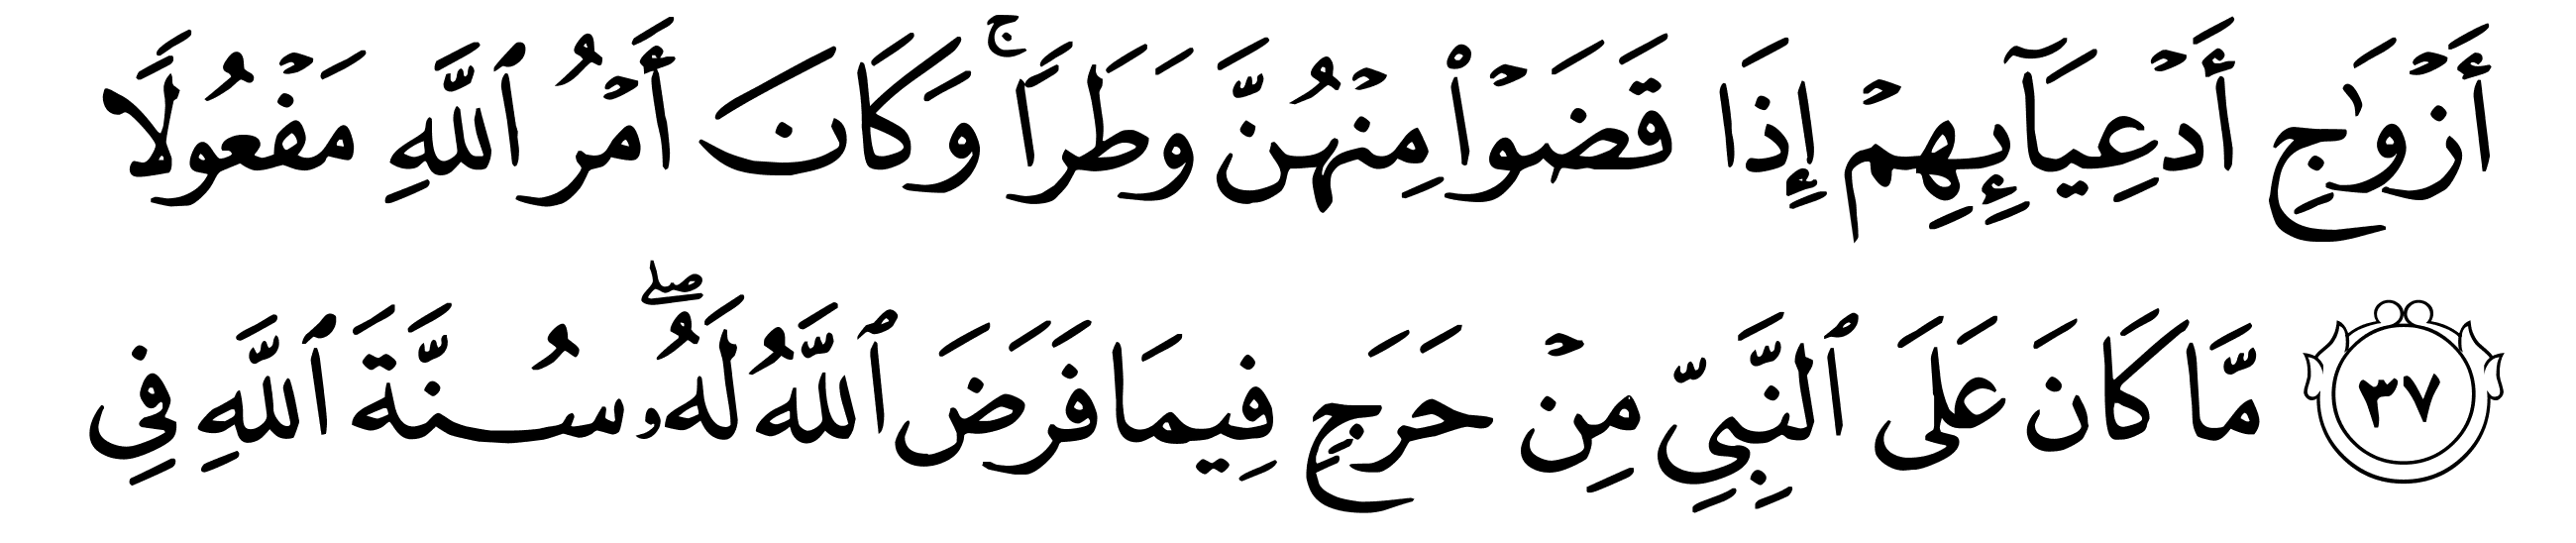 أَزْوَٰجِ أَدْعِيَآئِهِمْ إِذَا قَضَوْا۟ مِنْهُنَّ وَطَرًا ۚ وَكَانَ أَمْرُ ٱللَّهِ مَفْعُولًا
٣٧ مَّا كَانَ عَلَى ٱلنَّبِىِّ مِنْ حَرَجٍ فِيمَا فَرَضَ ٱللَّهُ لَهُۥ ۖ سُنَّةَ ٱللَّهِ فِى